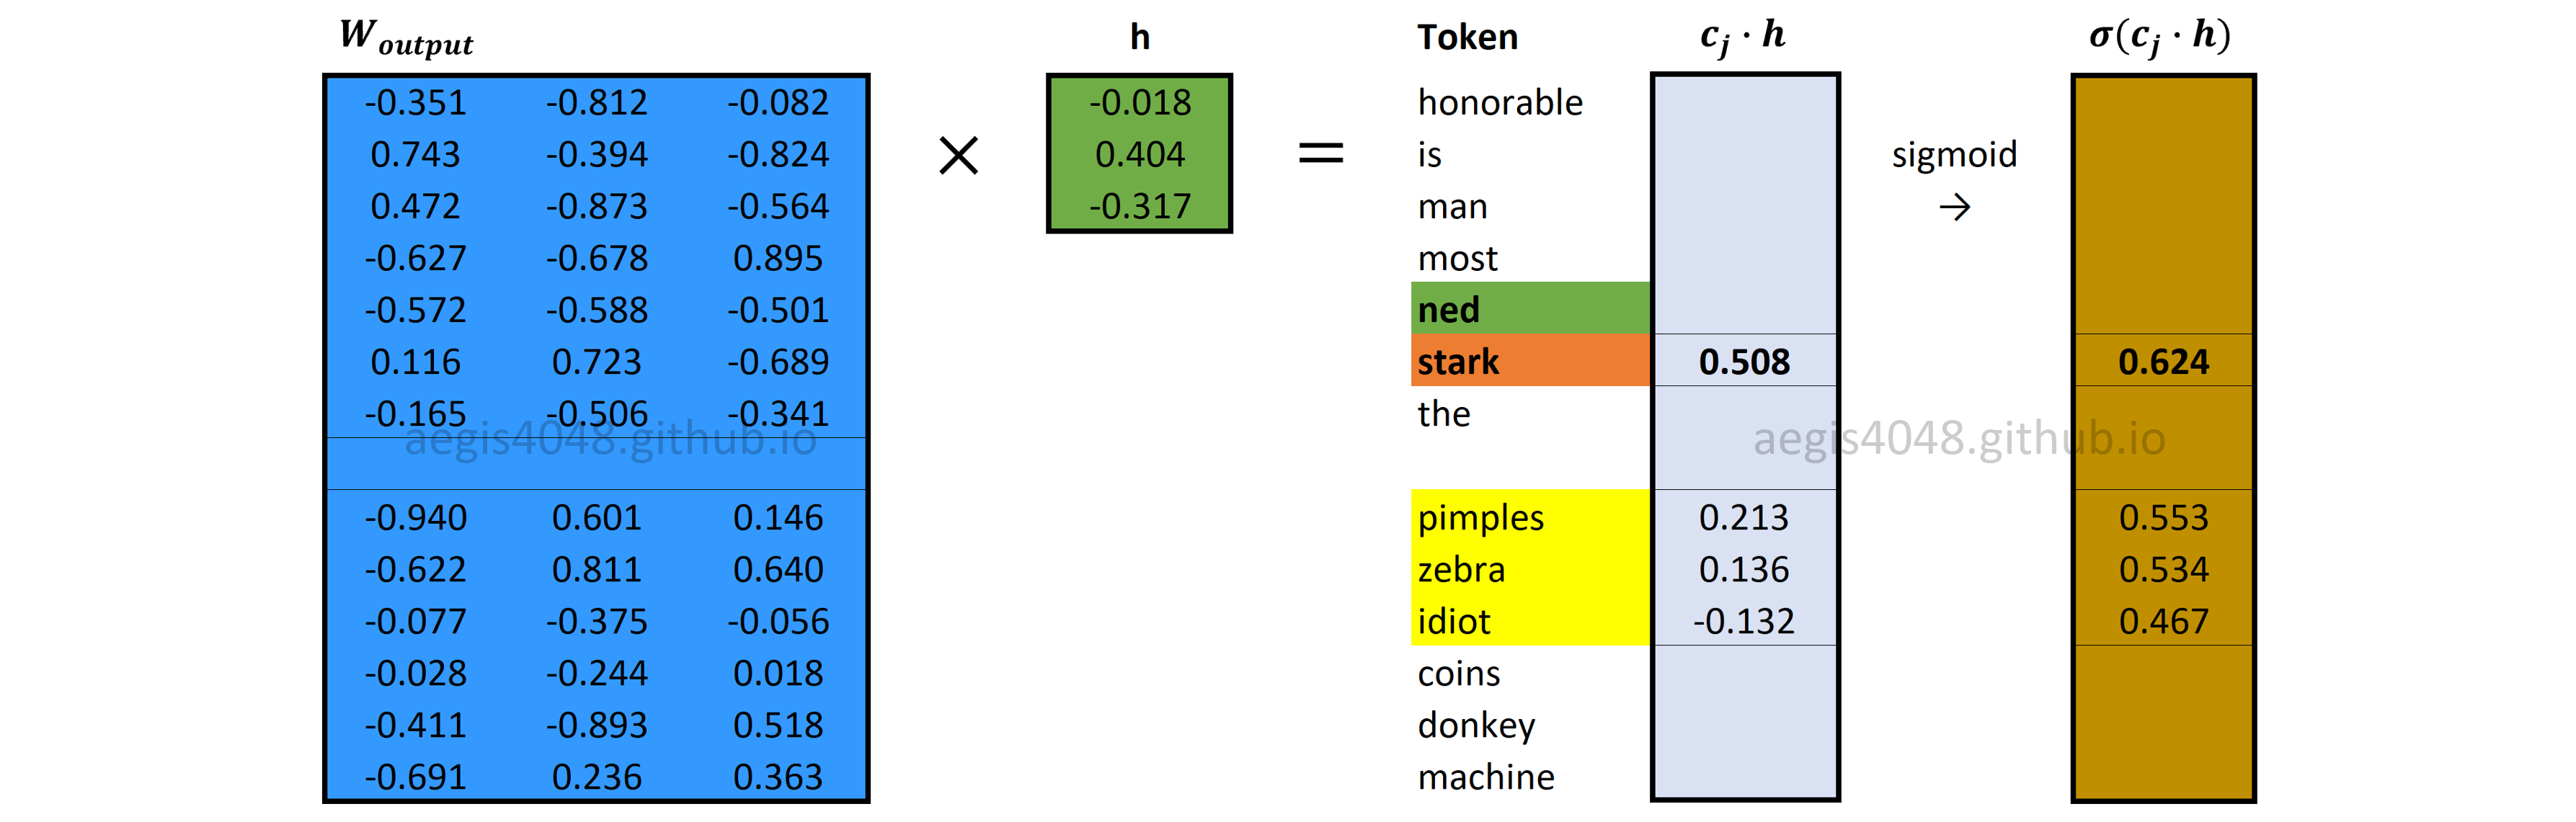 W output h Token c j · h σ(c j · h)
-0.351 -0.812 -0.082 -0.018 honorable
0.743 -0.394 -0.824 × 0.404 = is sigmoid
0.472 -0.873 -0.564 -0.317 man →
-0.627 -0.678 0.895 most
-0.572 -0.588 -0.501 ned
0.116 0.723 -0.689 stark 0.508 0.624
-0.165 -0.506 -0.341 the
aegis4048.github.io aegis4048.github.io
-0.940 0.601 0.146 pimples 0.213 0.553
-0.622 0.811 0.640 zebra 0.136 0.534
-0.077 -0.375 -0.056 idiot -0.132 0.467
-0.028 -0.244 0.018 coins
-0.411 -0.893 0.518 donkey
-0.691 0.236 0.363 machine